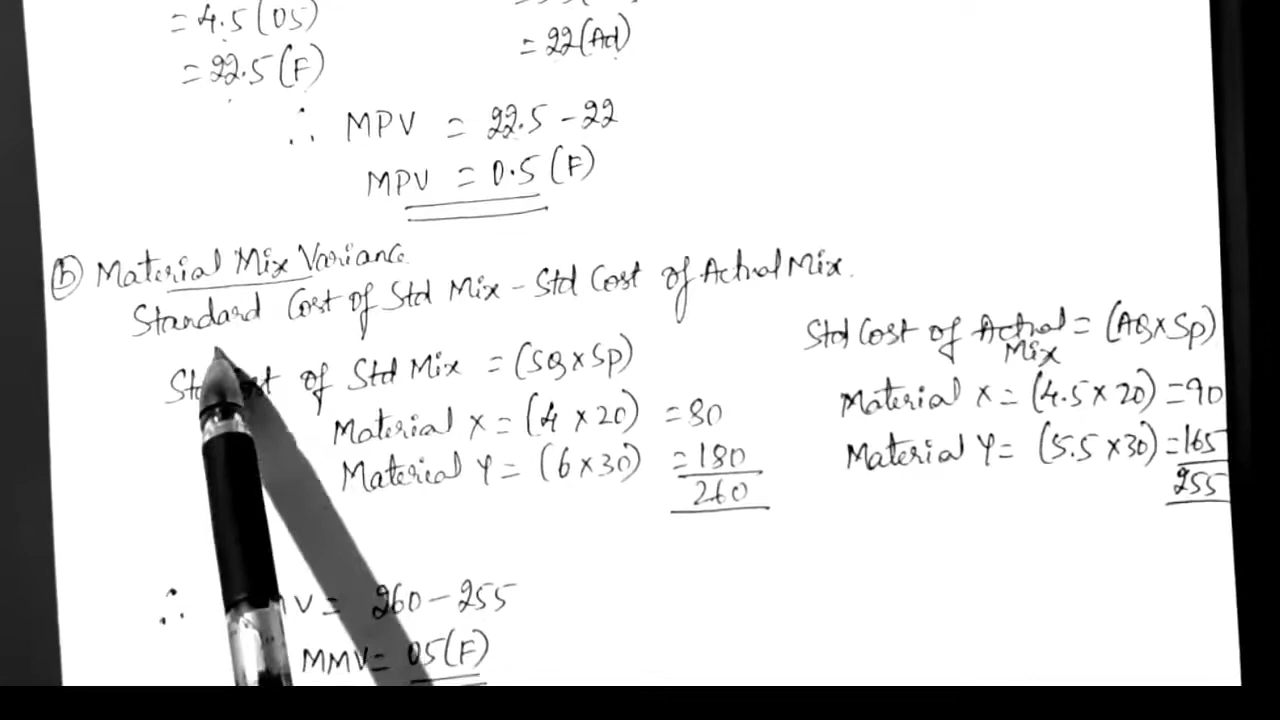 = 4.5 (05)
= 22.5 (F)
= 22 (Ad)
∴ MPV = 22.5 - 22
MPV = 0.5 (F)
(b) Material Mix Variance
Standard Cost of Std Mix - Std Cost of Actual Mix.
of Std Mix = (SQ x SP)
Material X = (4 x 20) = 80
Material Y = (6 x 30) = 180
260
Std Cost of Actual = (AQ x SP)
Mix
Material X = (4.5 x 20) = 90
Material Y = (5.5 x 30) = 165
255
∴ V = 260 - 255
MMV = 05 (F)